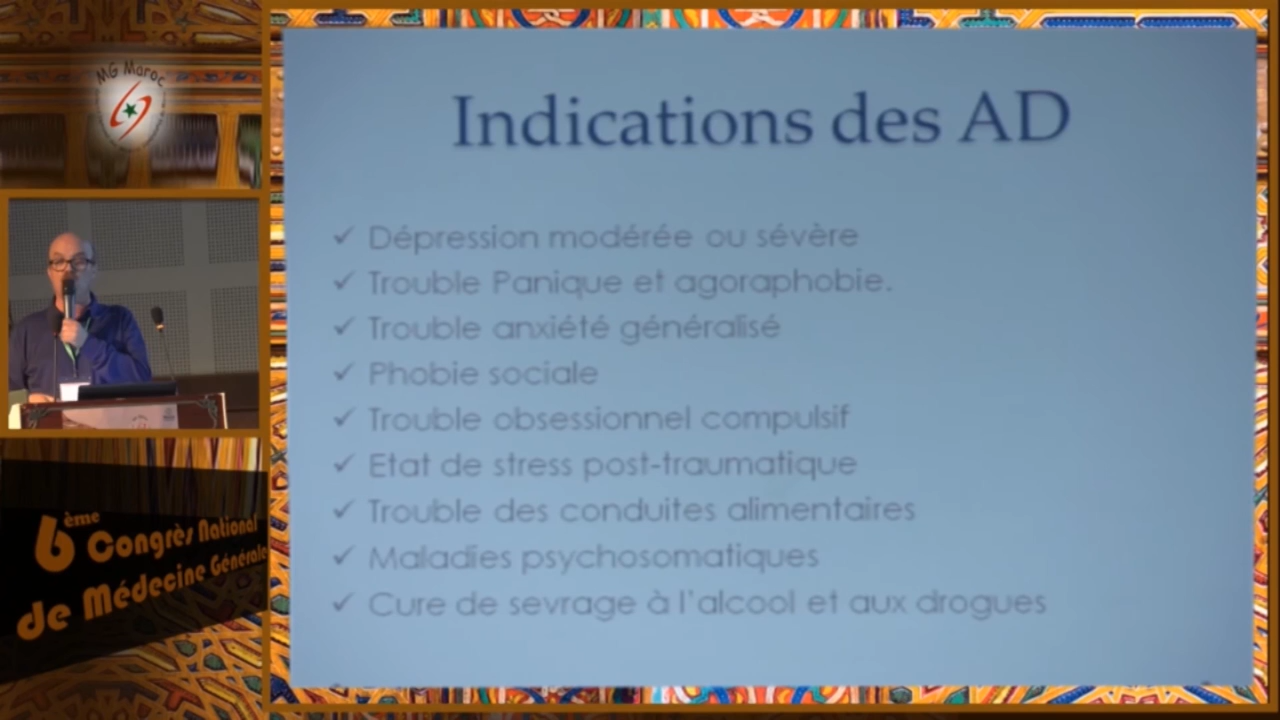 MG Maroc
6ème Congrès National
de Médecine Générale
Indications des AD
✓ Dépression modérée ou sévère
✓ Trouble Panique et agoraphobie.
✓ Trouble anxiété généralisé
✓ Phobie sociale
✓ Trouble obsessionnel compulsif
✓ Etat de stress post-traumatique
✓ Trouble des conduites alimentaires
✓ Maladies psychosomatiques
✓ Cure de sevrage à l'alcool et aux drogues